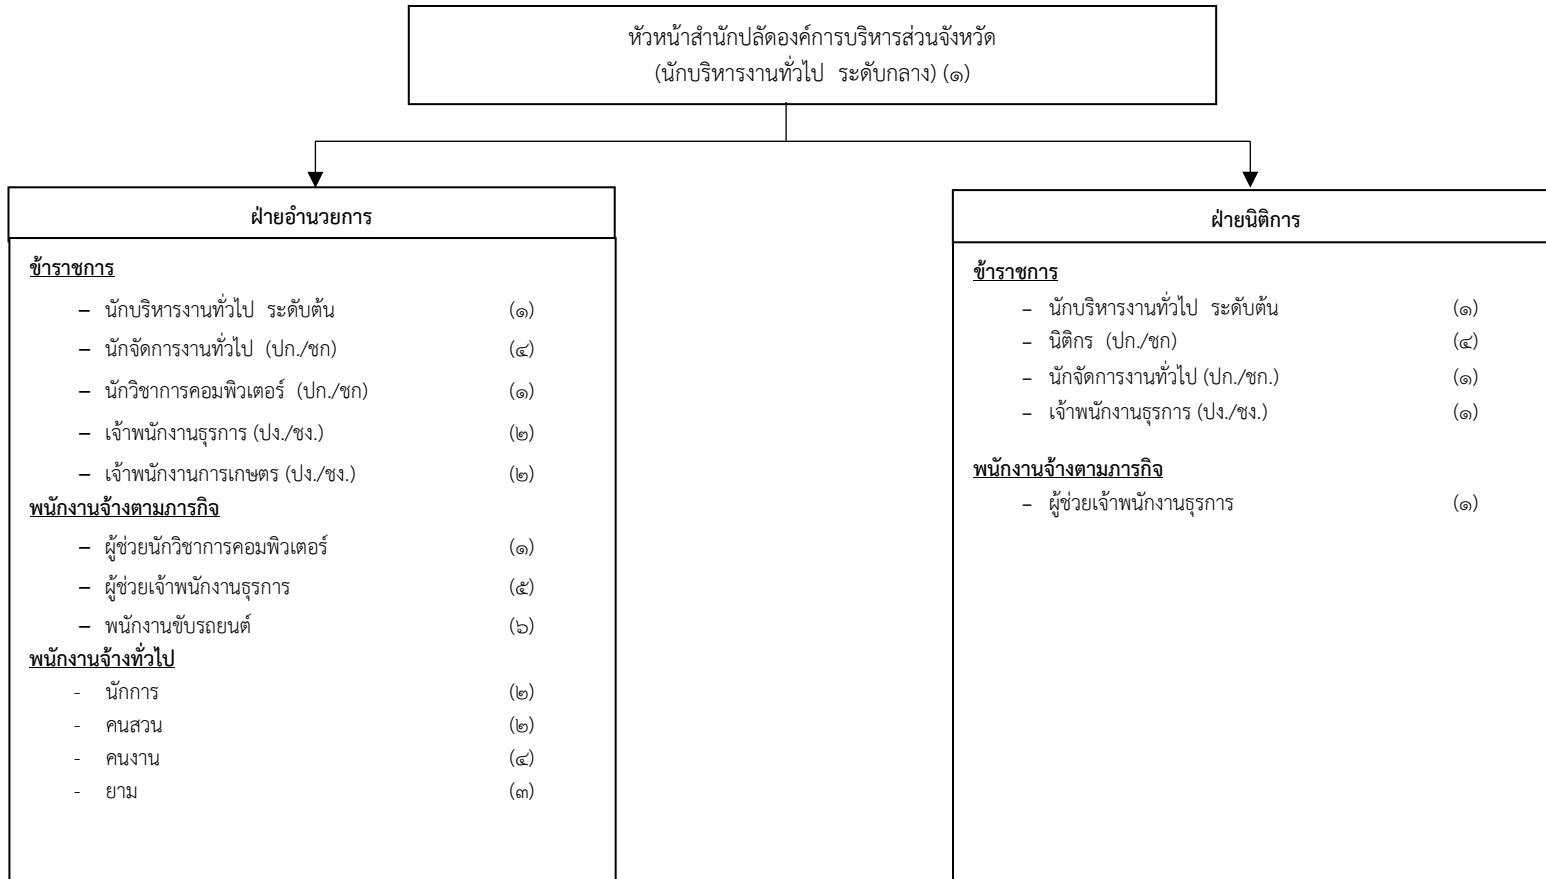 หัวหน้าสำนักปลัดองค์การบริหารส่วนจังหวัด
(นักบริหารงานทั่วไป ระดับกลาง) (๑)
ฝ่ายอำนวยการ
ข้าราชการ
– นักบริหารงานทั่วไป ระดับต้น (๑)
– นักจัดการงานทั่วไป (ปก./ชก) (๔)
– นักวิชาการคอมพิวเตอร์ (ปก./ชก) (๑)
– เจ้าพนักงานธุรการ (ปง./ชง.) (๒)
– เจ้าพนักงานการเกษตร (ปง./ชง.) (๒)
พนักงานจ้างตามภารกิจ
– ผู้ช่วยนักวิชาการคอมพิวเตอร์ (๑)
– ผู้ช่วยเจ้าพนักงานธุรการ (๕)
– พนักงานขับรถยนต์ (๖)
พนักงานจ้างทั่วไป
- นักการ (๒)
- คนสวน (๒)
- คนงาน (๔)
- ยาม (๓)
ฝ่ายนิติการ
ข้าราชการ
– นักบริหารงานทั่วไป ระดับต้น (๑)
– นิติกร (ปก./ชก) (๔)
– นักจัดการงานทั่วไป (ปก./ชก.) (๑)
– เจ้าพนักงานธุรการ (ปง./ชง.) (๑)
พนักงานจ้างตามภารกิจ
– ผู้ช่วยเจ้าพนักงานธุรการ (๑)